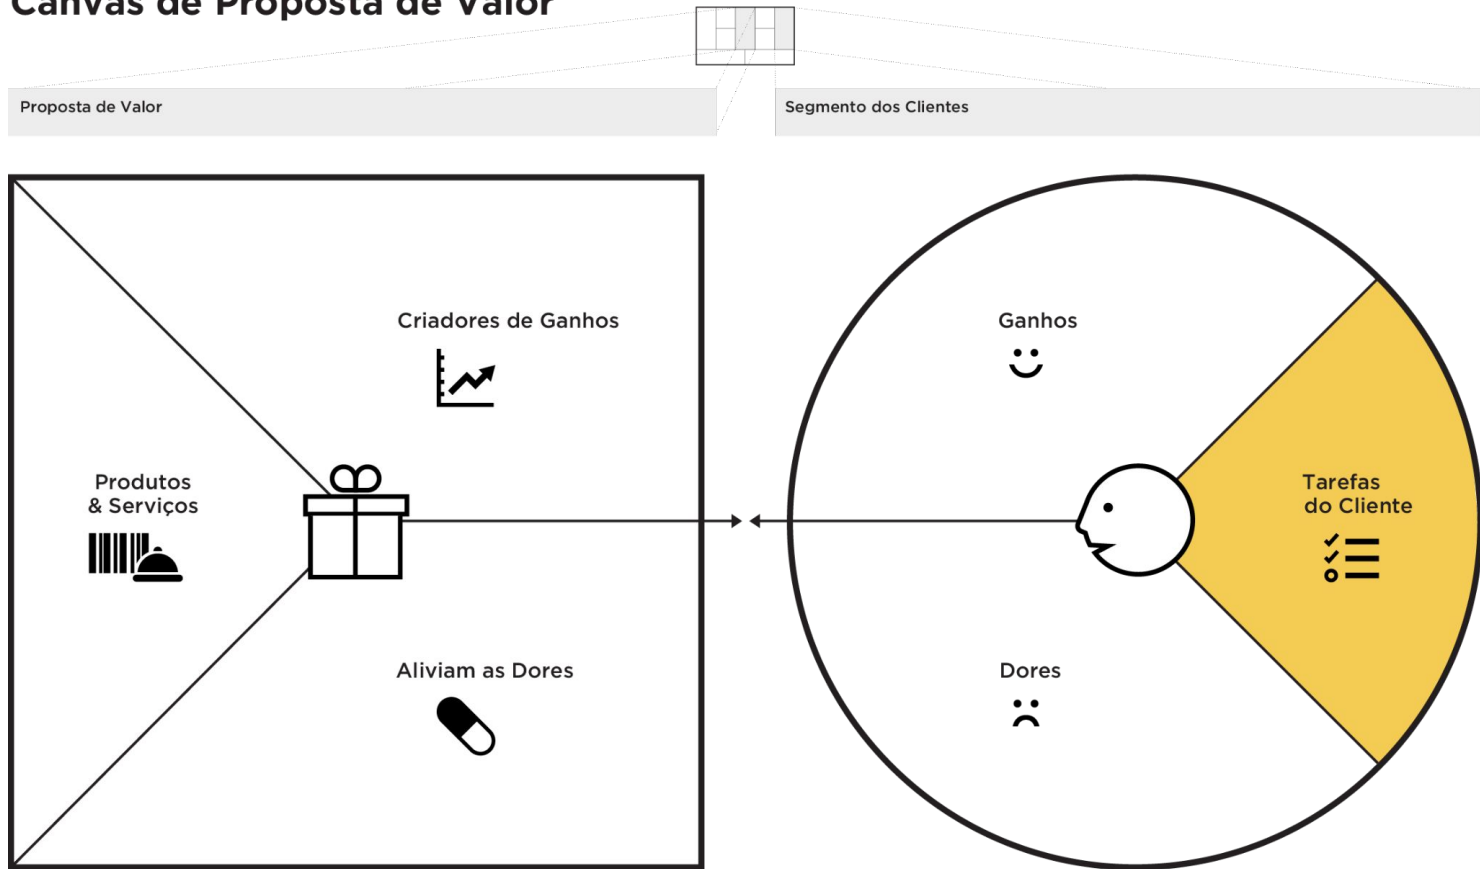 Canvas de Proposta de Valor
Proposta de Valor
Segmento dos Clientes
Criadores de Ganhos
Produtos
& Serviços
Aliviam as Dores
Ganhos
Tarefas
do Cliente
Dores